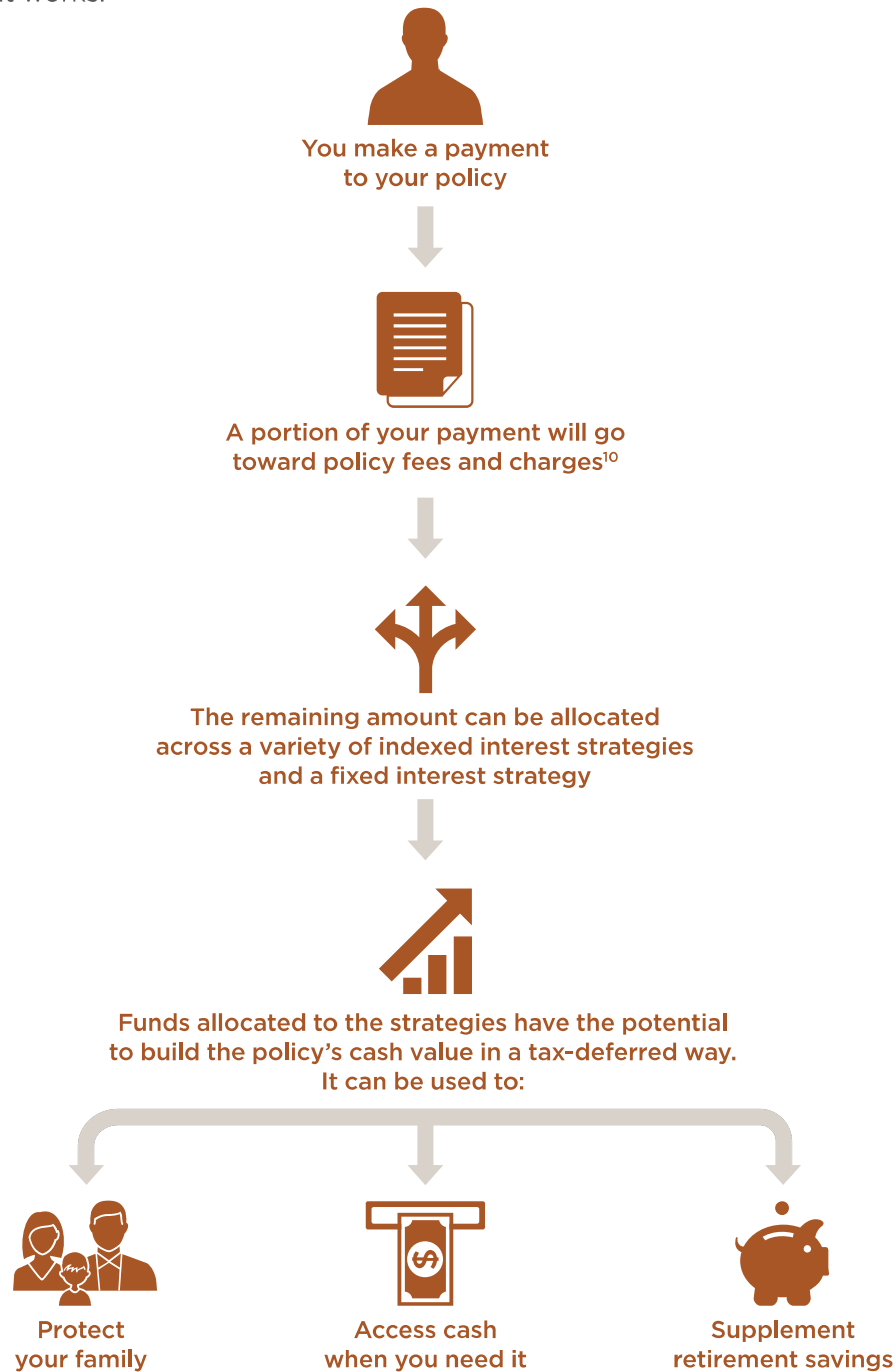 You make a payment
to your policy
A portion of your payment will go
toward policy fees and charges¹⁰
The remaining amount can be allocated
across a variety of indexed interest strategies
and a fixed interest strategy
Funds allocated to the strategies have the potential
to build the policy's cash value in a tax-deferred way.
It can be used to:
$
Protect
your family
Access cash
when you need it
Supplement
retirement savings